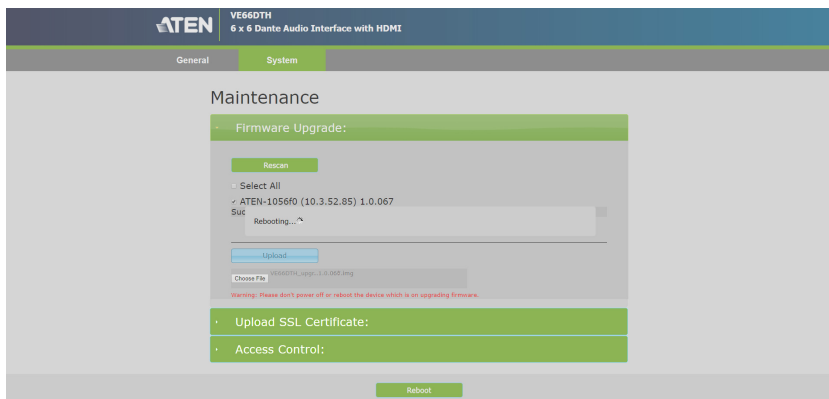 ATEN
VE66DTH
6 x 6 Dante Audio Interface with HDMI
General System
Maintenance
Firmware Upgrade:
Rescan
Select All
ATEN-1056f0 (10.3.52.85) 1.0.067
Suc
Rebooting...
Upload
Choose File
Warning: Please don't power off or reboot the device which is on upgrading firmware.
Upload SSL Certificate:
Access Control:
Reboot